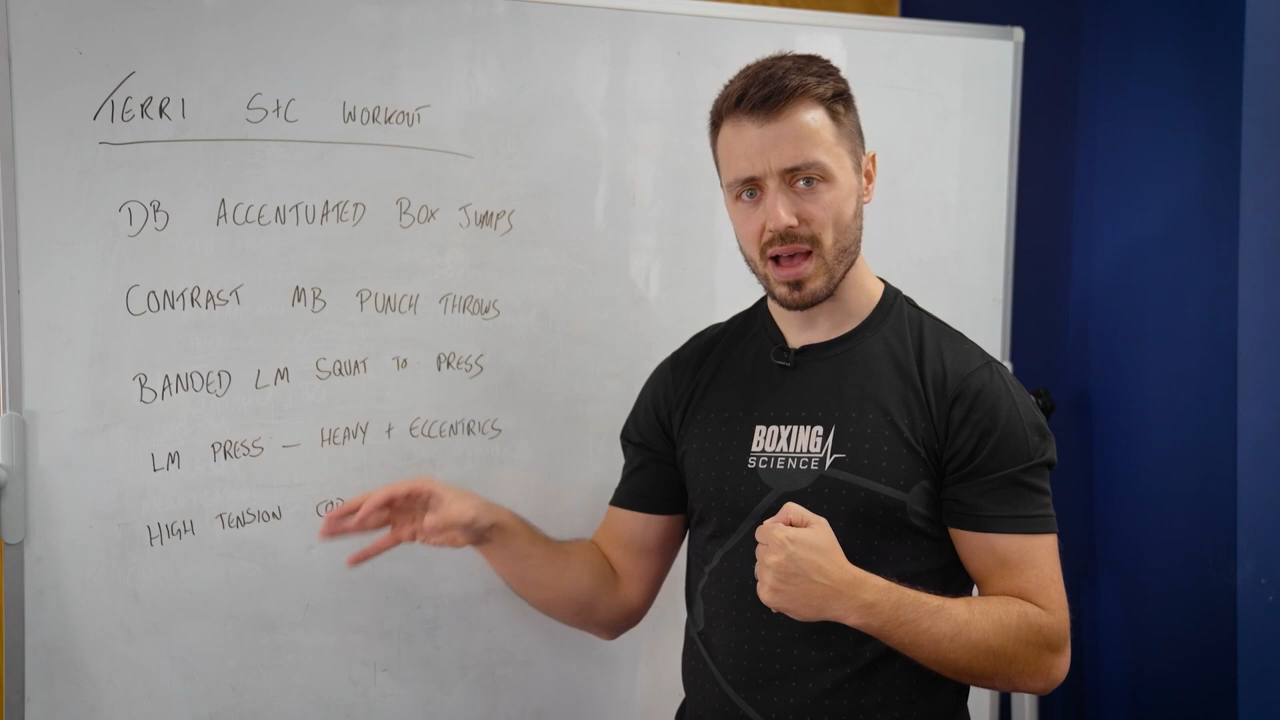 TERRI S+C WORKOUT
DB ACCENTUATED BOX JUMPS
CONTRAST MB PUNCH THROWS
BANDED LM SQUAT TO PRESS
LM PRESS – HEAVY + ECCENTRICS
HIGH TENSION
BOXING
SCIENCE